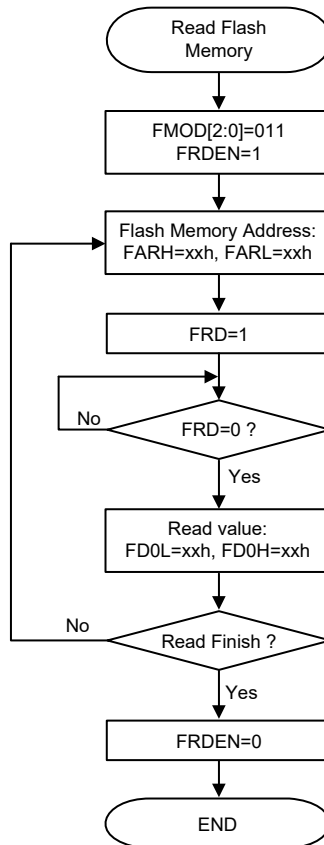 Read Flash
Memory
FMOD[2:0]=011
FRDEN=1
Flash Memory Address:
FARH=xxh, FARL=xxh
FRD=1
No
FRD=0 ?
Yes
Read value:
FD0L=xxh, FD0H=xxh
No
Read Finish ?
Yes
FRDEN=0
END